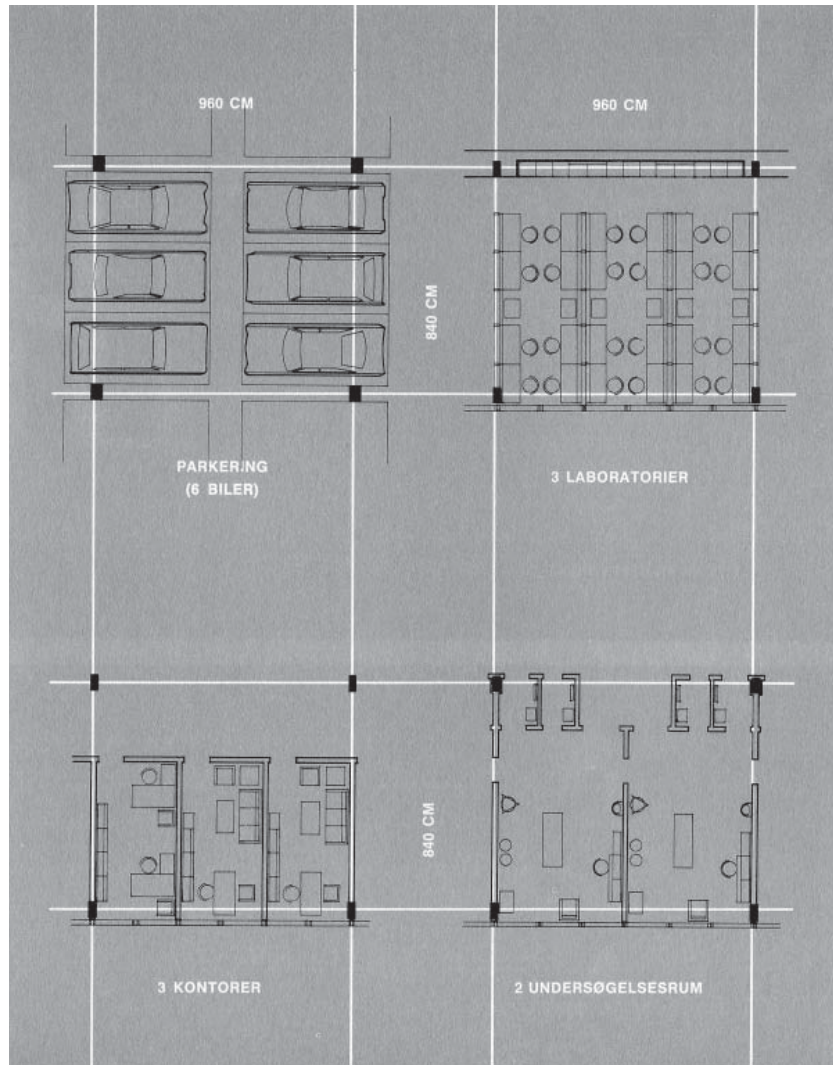 960 CM
960 CM
840 CM
PARKERING
(6 BILER)
3 LABORATORIER
840 CM
3 KONTORER
2 UNDERSØGELSESRUM